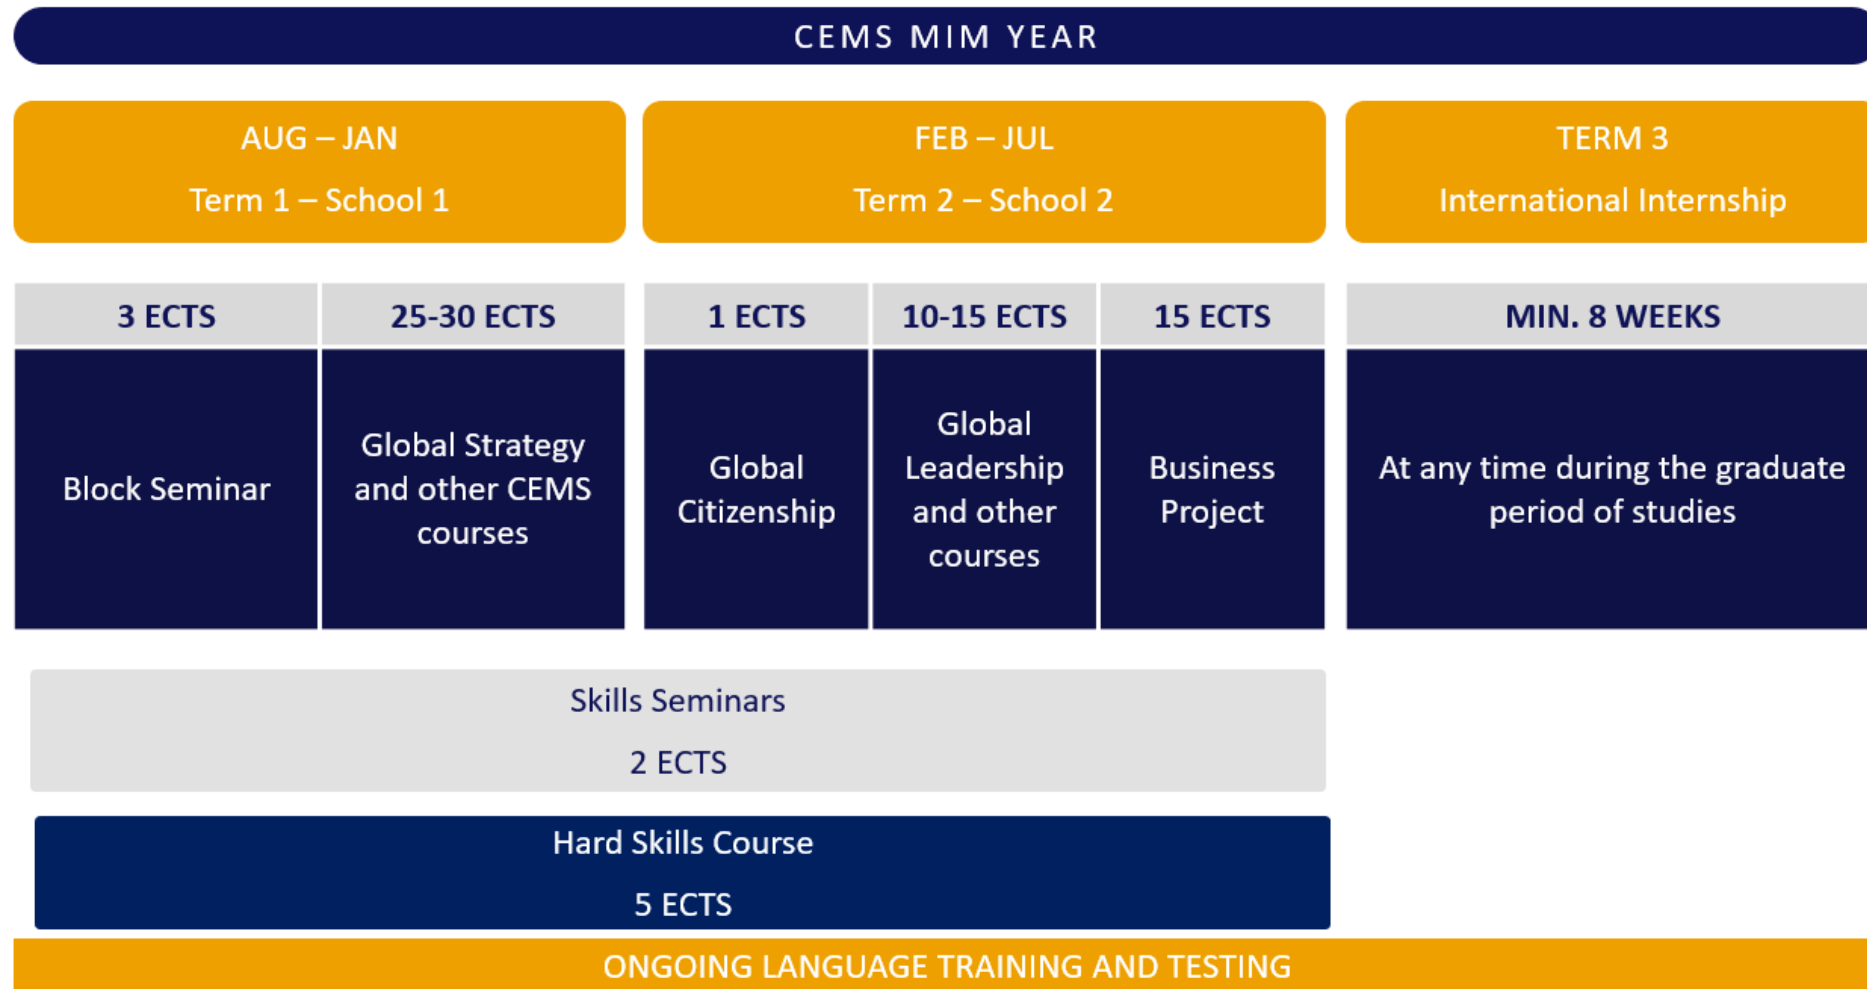 CEMS MIM YEAR
AUG – JAN
Term 1 – School 1
FEB – JUL
Term 2 – School 2
TERM 3
International Internship
3 ECTS
25-30 ECTS
1 ECTS
10-15 ECTS
15 ECTS
MIN. 8 WEEKS
Block Seminar
Global Strategy
and other CEMS
courses
Global
Citizenship
Global
Leadership
and other
courses
Business
Project
At any time during the graduate
period of studies
Skills Seminars
2 ECTS
Hard Skills Course
5 ECTS
ONGOING LANGUAGE TRAINING AND TESTING